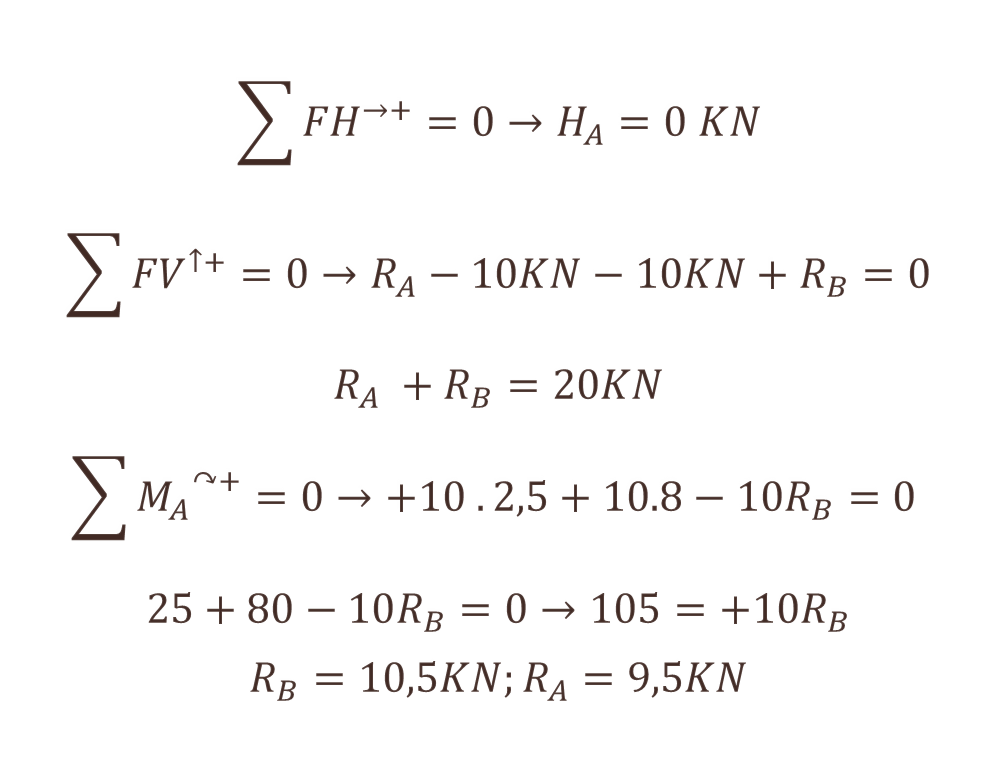 ∑FH→+ = 0 → H_A = 0 KN
∑FV↑+ = 0 → R_A − 10KN − 10KN + R_B = 0
R_A + R_B = 20KN
∑M_A↷+ = 0 → +10 . 2,5 + 10.8 − 10R_B = 0
25 + 80 − 10R_B = 0 → 105 = +10R_B
R_B = 10,5KN; R_A = 9,5KN